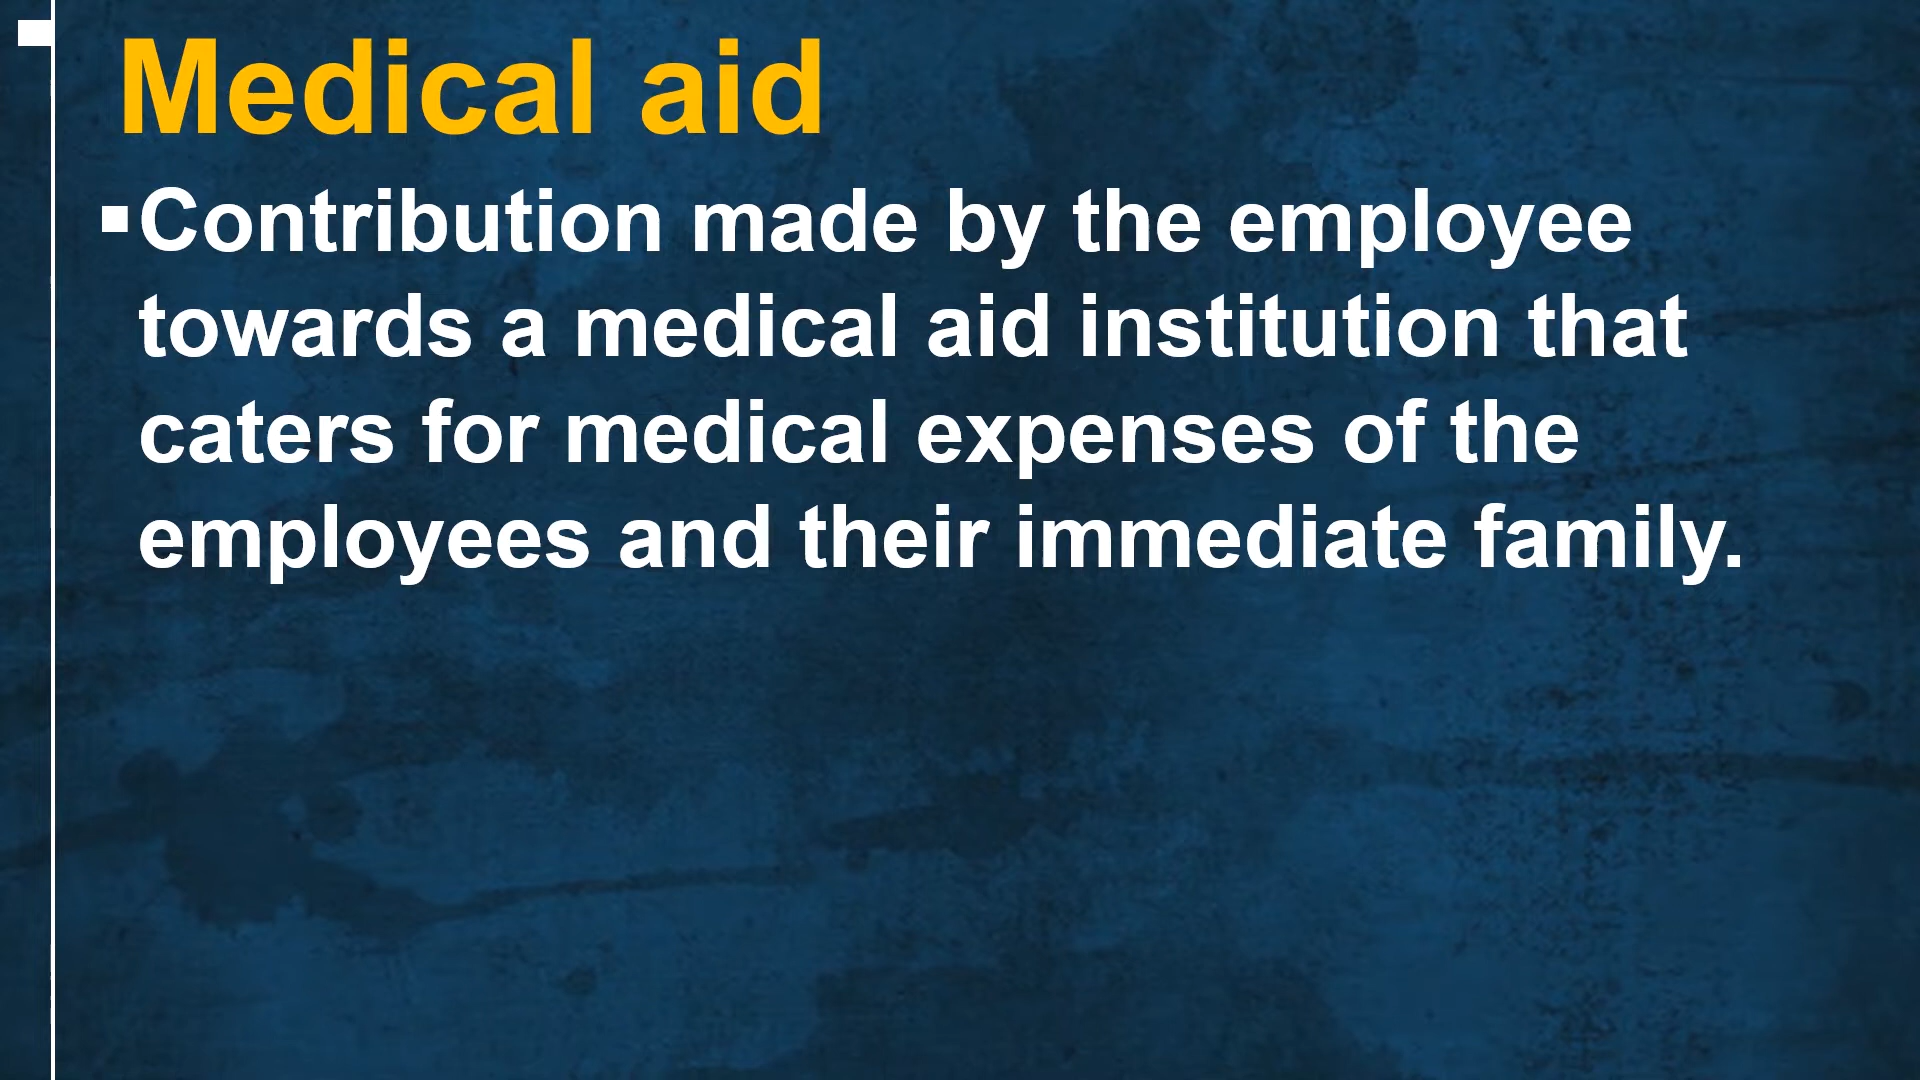 Medical aid
▪Contribution made by the employee
towards a medical aid institution that
caters for medical expenses of the
employees and their immediate family.